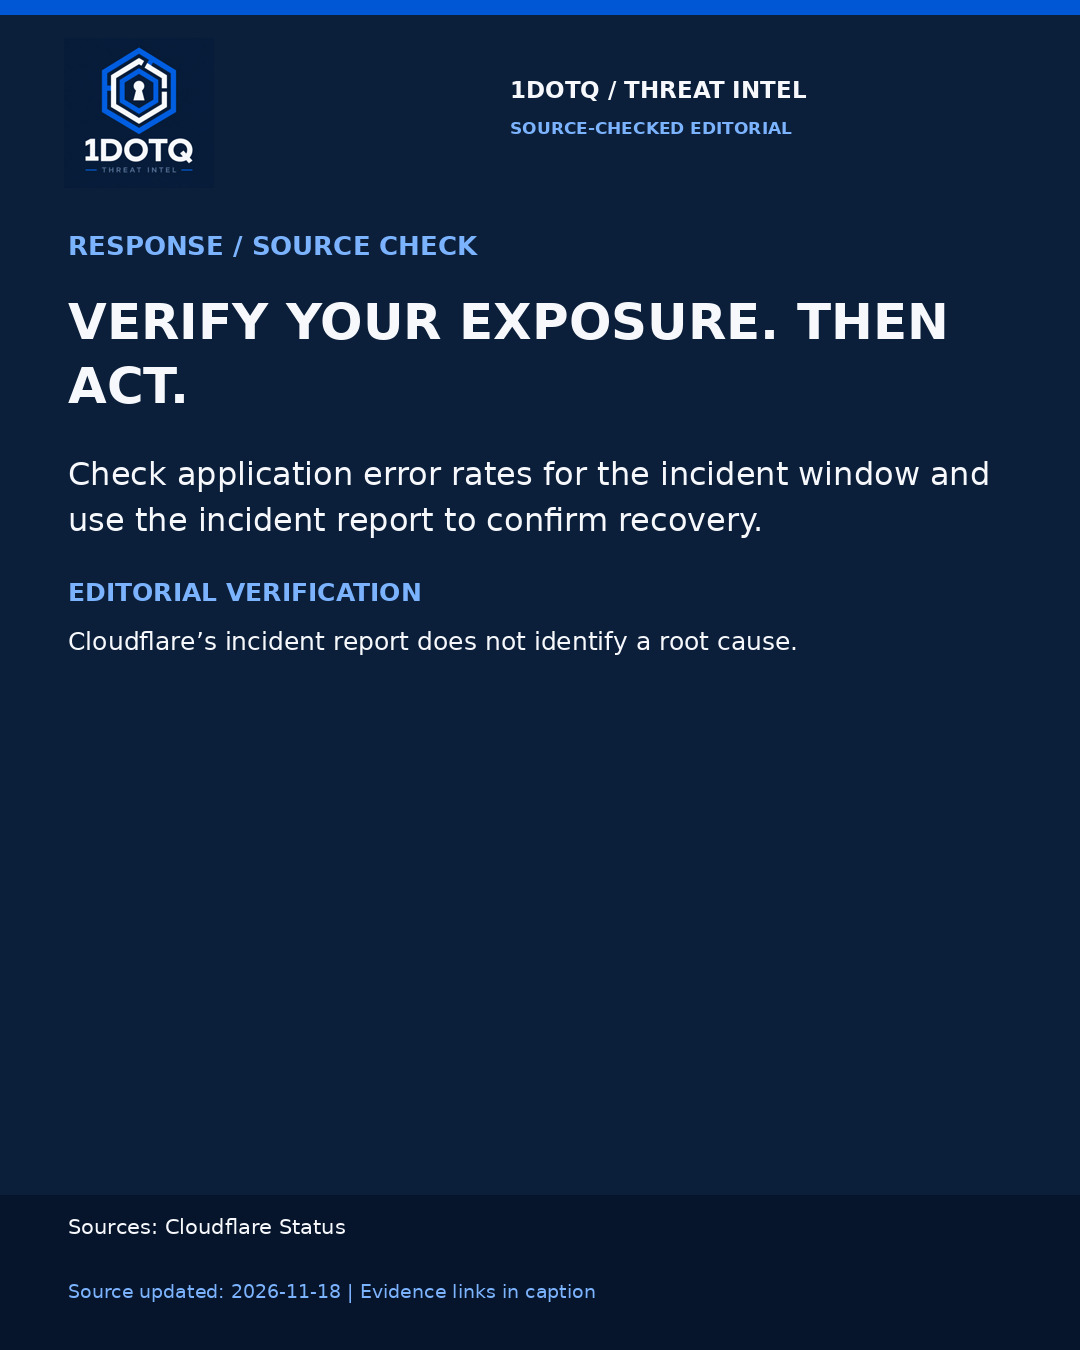 1DOTQ
THREAT INTEL
1DOTQ / THREAT INTEL
SOURCE-CHECKED EDITORIAL
RESPONSE / SOURCE CHECK
VERIFY YOUR EXPOSURE. THEN
ACT.
Check application error rates for the incident window and
use the incident report to confirm recovery.
EDITORIAL VERIFICATION
Cloudflare’s incident report does not identify a root cause.
Sources: Cloudflare Status
Source updated: 2026-11-18 | Evidence links in caption